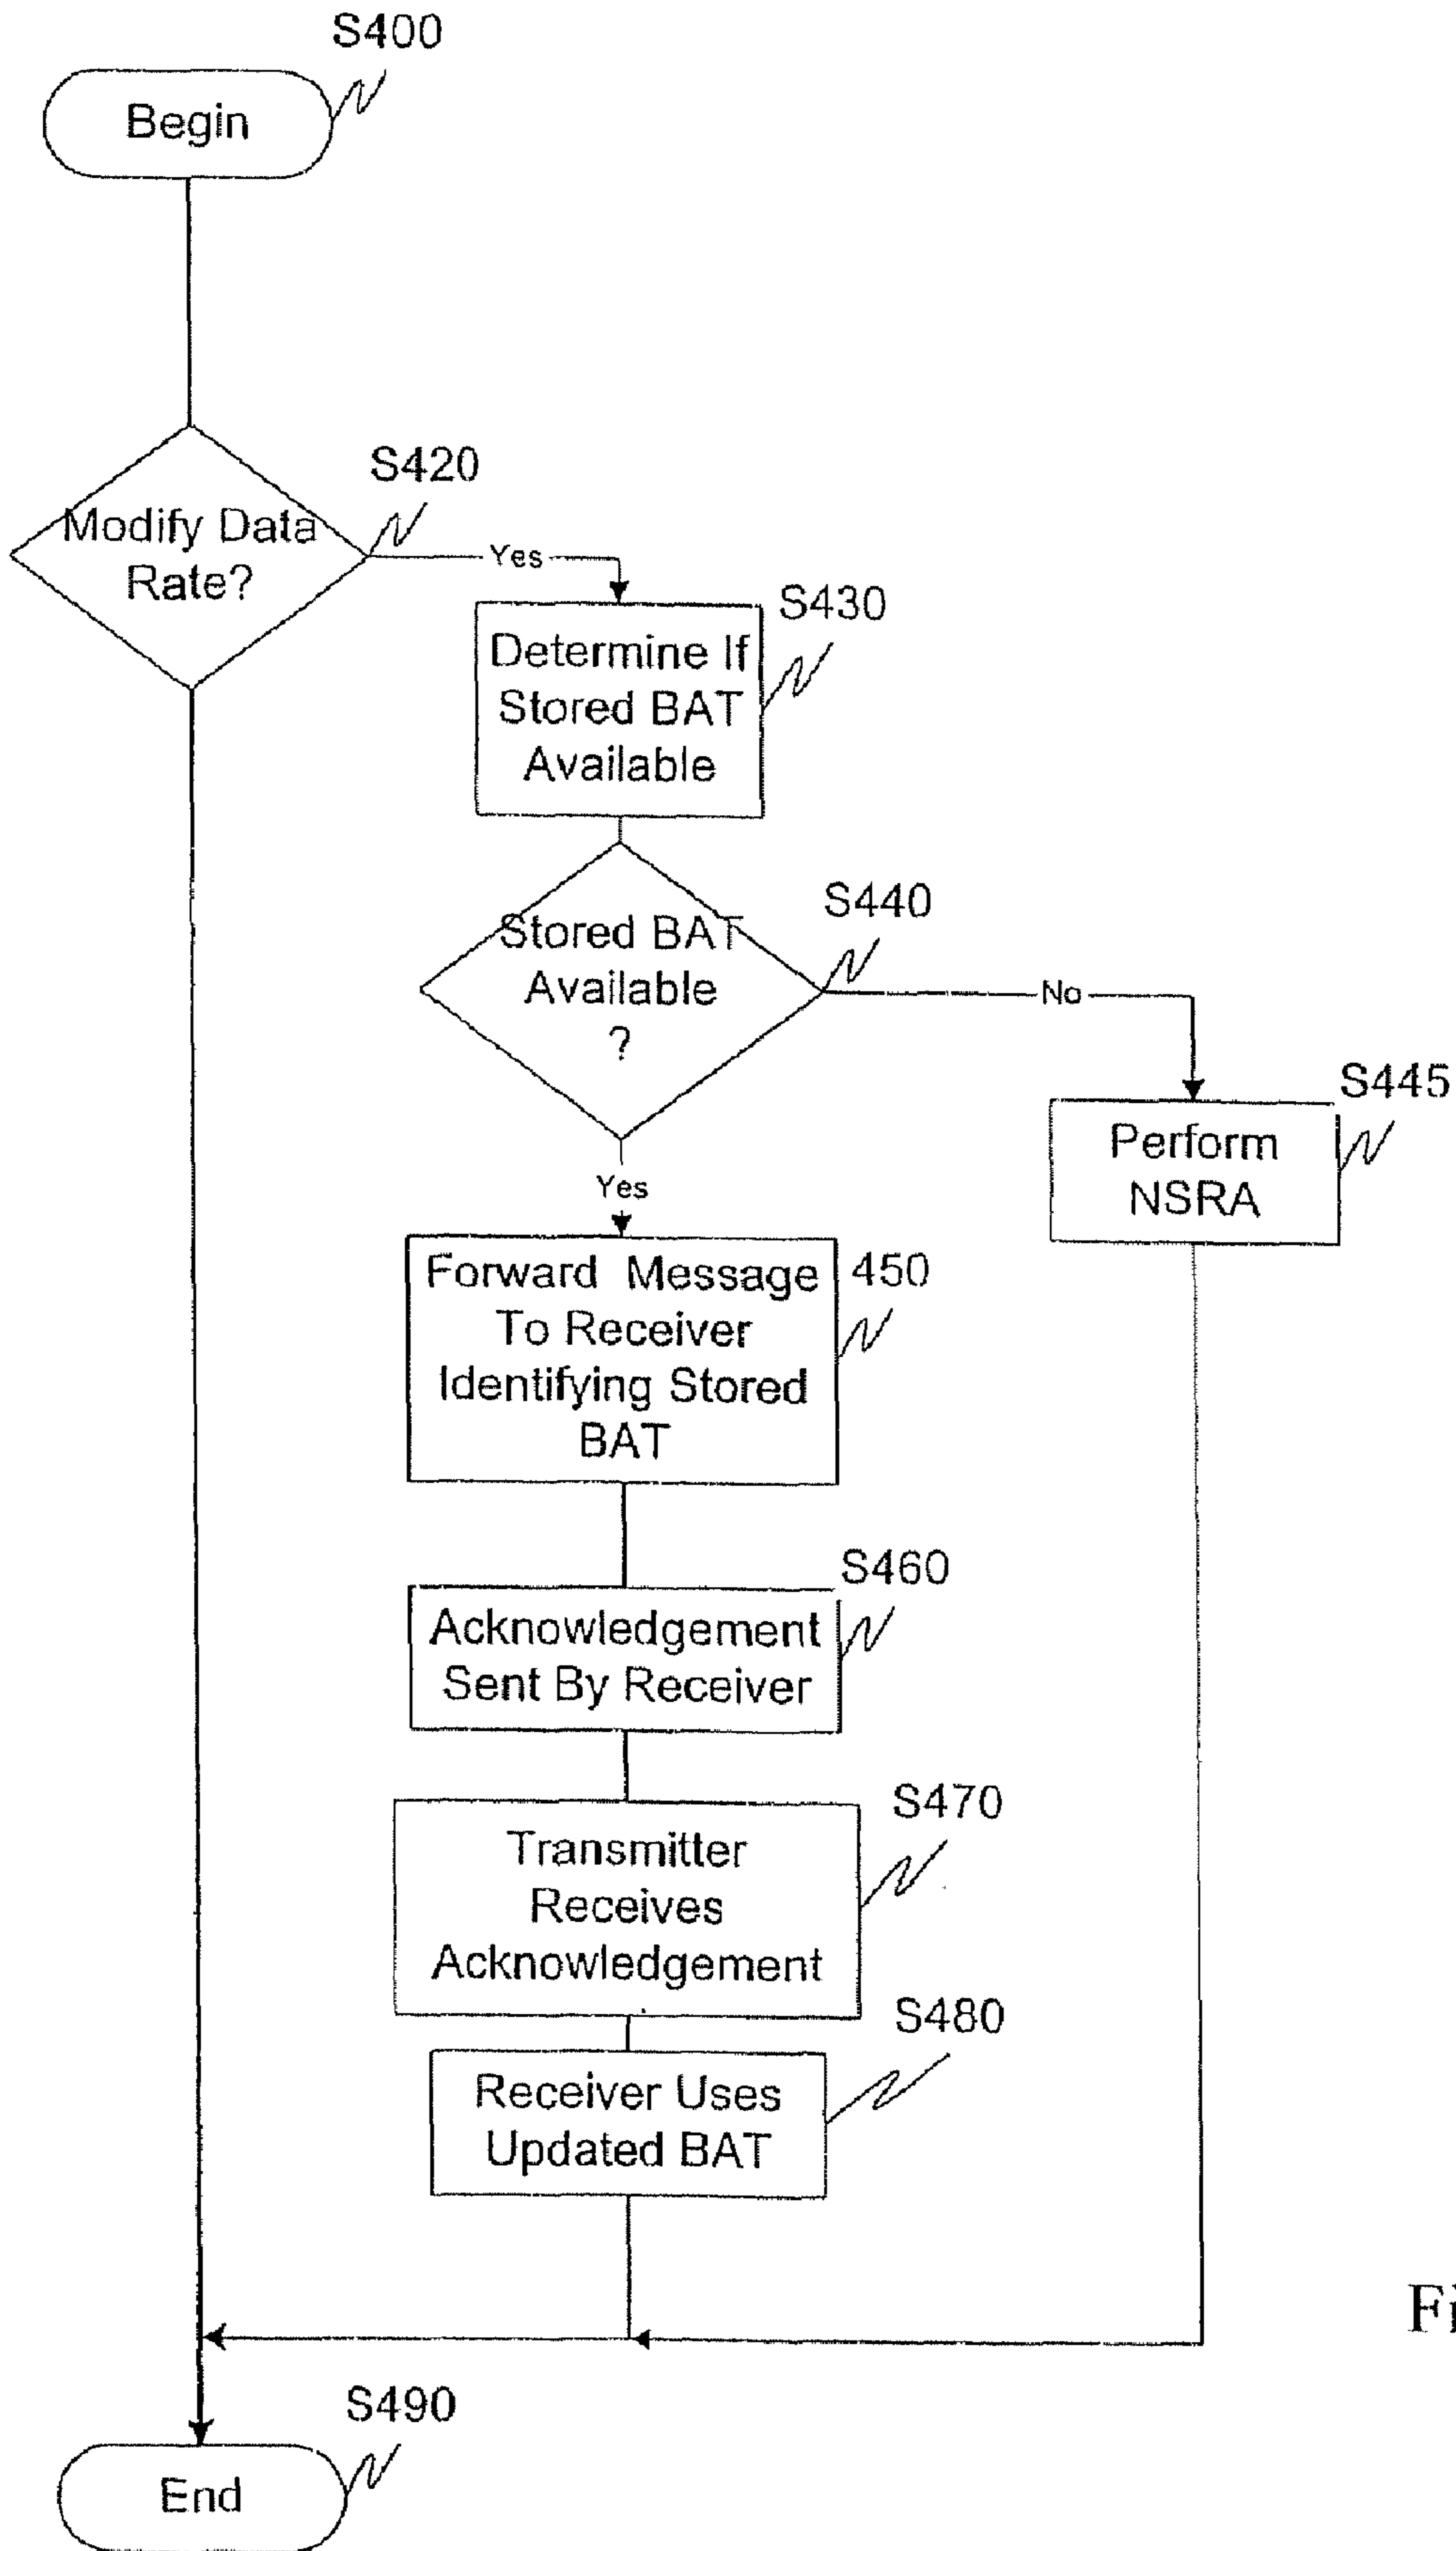 S400
Begin
S420
Modify Data
Rate?
Yes
S430
Determine If
Stored BAT
Available
S440
Stored BAT
Available
?
No
S445
Perform
NSRA
Yes
450
Forward Message
To Receiver
Identifying Stored
BAT
S460
Acknowledgement
Sent By Receiver
S470
Transmitter
Receives
Acknowledgement
S480
Receiver Uses
Updated BAT
S490
End